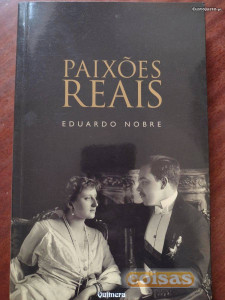 PAIXÕES
REAIS
EDUARDO NOBRE
Quimera
coisas